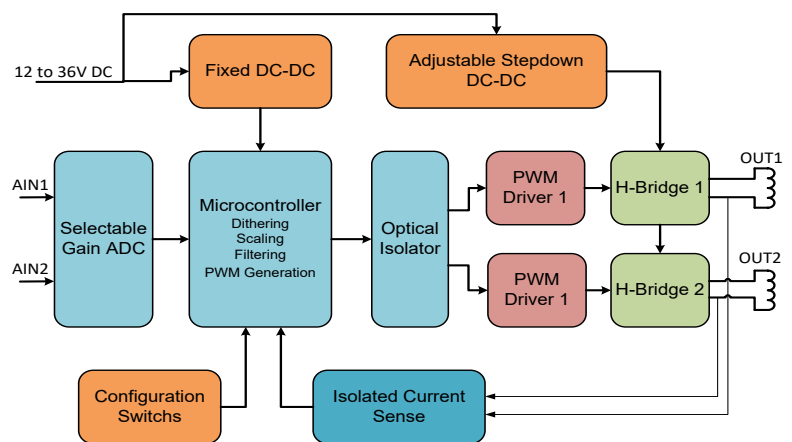 12 to 36V DC
Fixed DC-DC
Adjustable Stepdown
DC-DC
AIN1
AIN2
Selectable
Gain ADC
Microcontroller
Dithering
Scaling
Filtering
PWM Generation
Optical
Isolator
PWM
Driver 1
H-Bridge 1
OUT1
PWM
Driver 1
H-Bridge 2
OUT2
Configuration
Switchs
Isolated Current
Sense